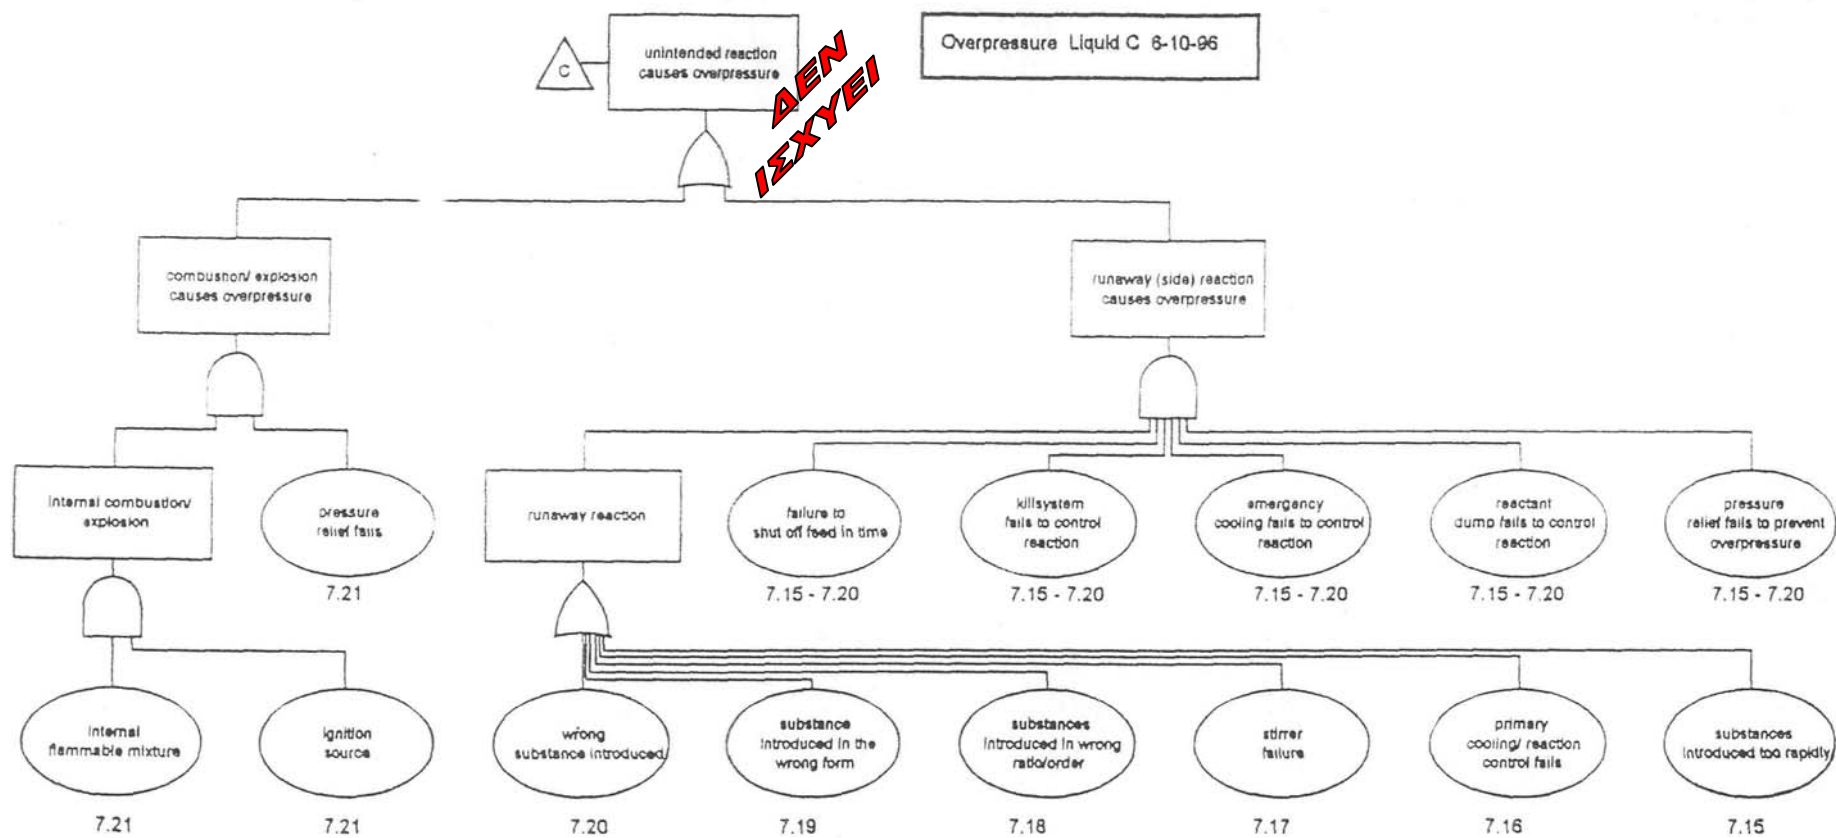 Overpressure Liquid C 6-10-96
C
unintended reaction
causes overpressure
ΔΕΝ
ΙΣΧΥΕΙ
combustion/ explosion
causes overpressure
runaway (side) reaction
causes overpressure
internal combustion/
explosion
pressure
relief fails
7.21
runaway reaction
failure to
shut off feed in time
7.15 - 7.20
killsystem
fails to control
reaction
7.15 - 7.20
emergency
cooling fails to control
reaction
7.15 - 7.20
reactant
dump fails to control
reaction
7.15 - 7.20
pressure
relief fails to prevent
overpressure
7.15 - 7.20
internal
flammable mixture
7.21
ignition
source
7.21
wrong
substance introduced
7.20
substance
introduced in the
wrong form
7.19
substances
introduced in wrong
ratio/order
7.18
stirrer
failure
7.17
primary
cooling/ reaction
control fails
7.16
substances
introduced too rapidly
7.15